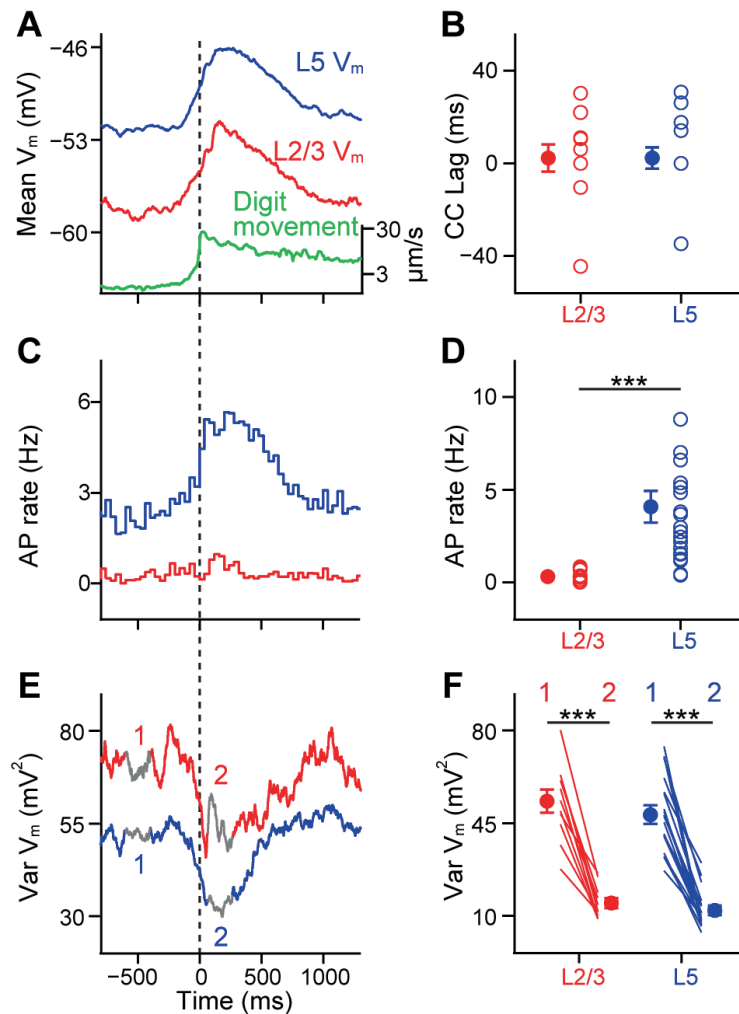 A
Mean Vm (mV)
−46
−53
−60
L5 Vm
L2/3 Vm
Digit
movement
30
3
μm/s
B
CC Lag (ms)
40
0
−40
L2/3
L5
C
AP rate (Hz)
6
3
0
D
AP rate (Hz)
10
5
0
***
L2/3
L5
E
Var Vm (mV²)
80
55
30
1
2
1
2
−500
0
500
1000
Time (ms)
F
Var Vm (mV²)
80
45
10
1
2
1
2
***
***
L2/3
L5